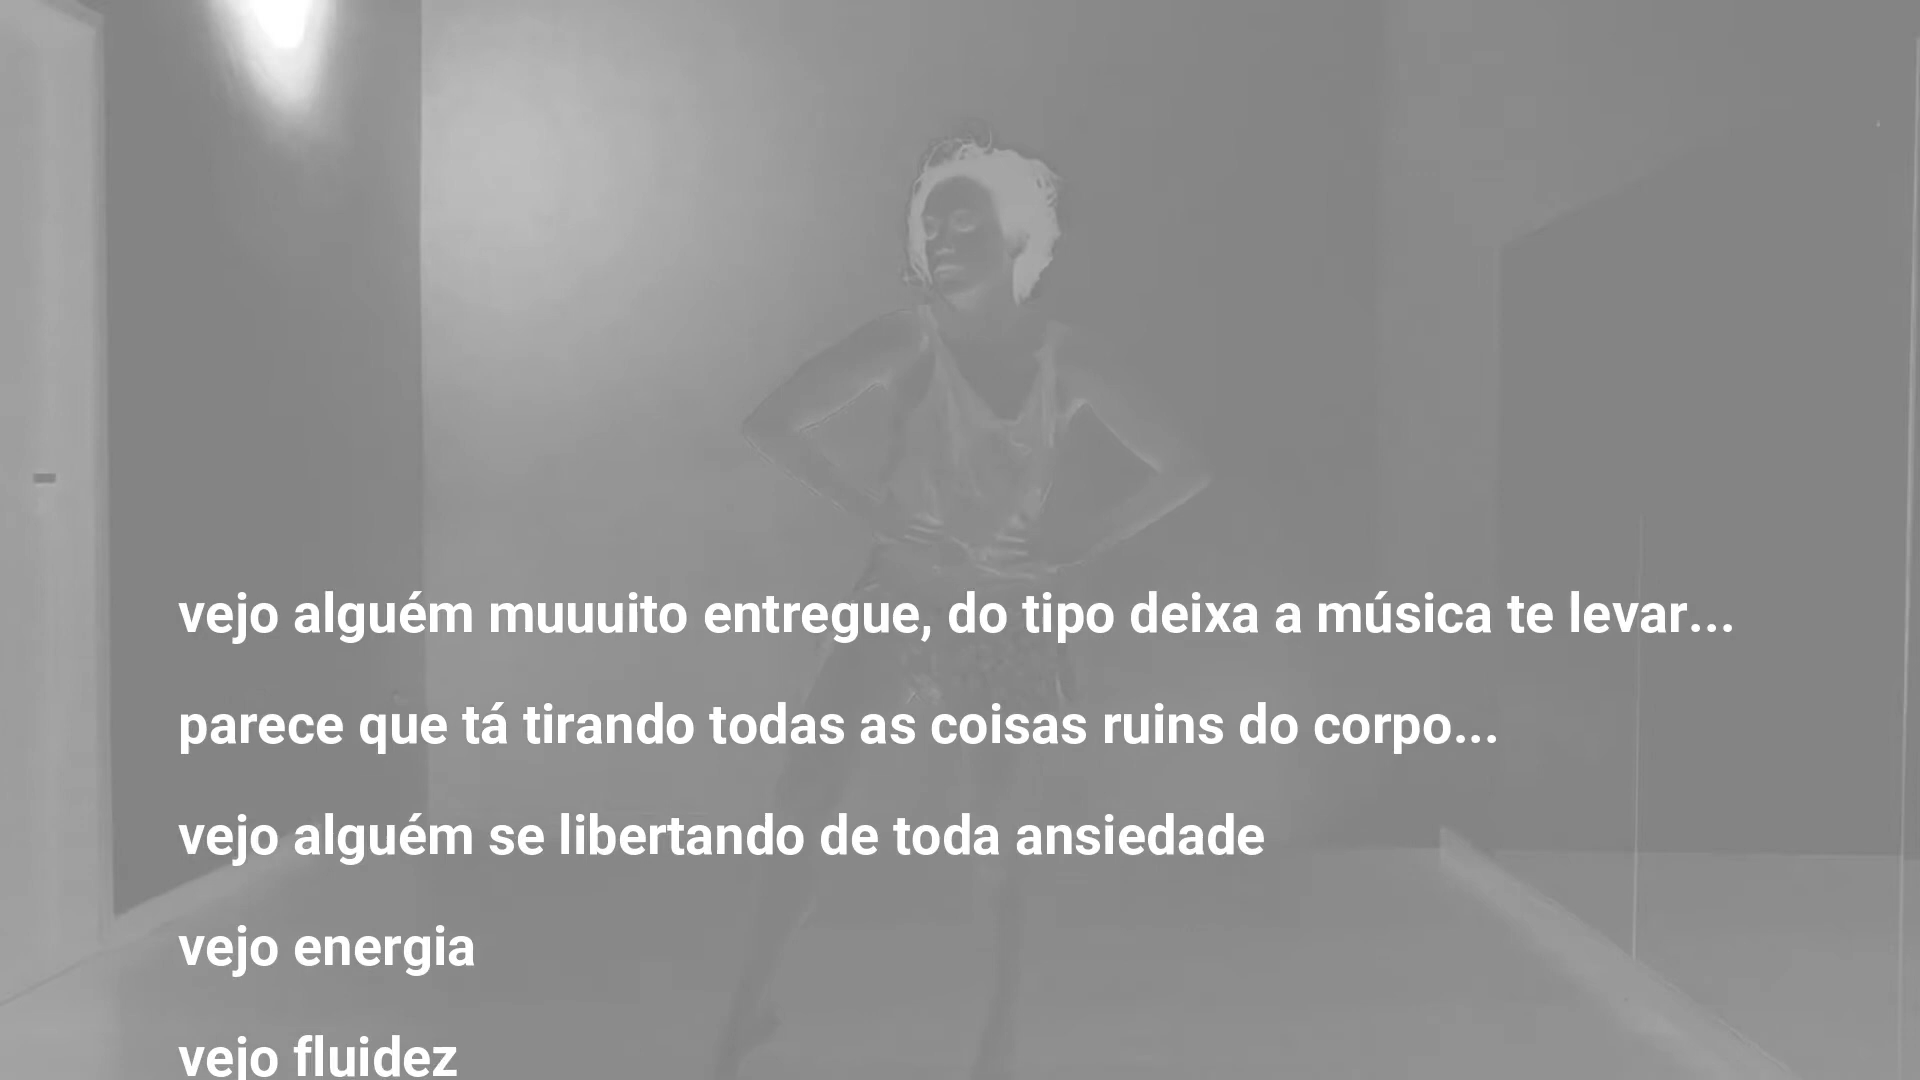 vejo alguém muuuito entregue, do tipo deixa a música te levar...
parece que tá tirando todas as coisas ruins do corpo...
vejo alguém se libertando de toda ansiedade
vejo energia
vejo fluidez